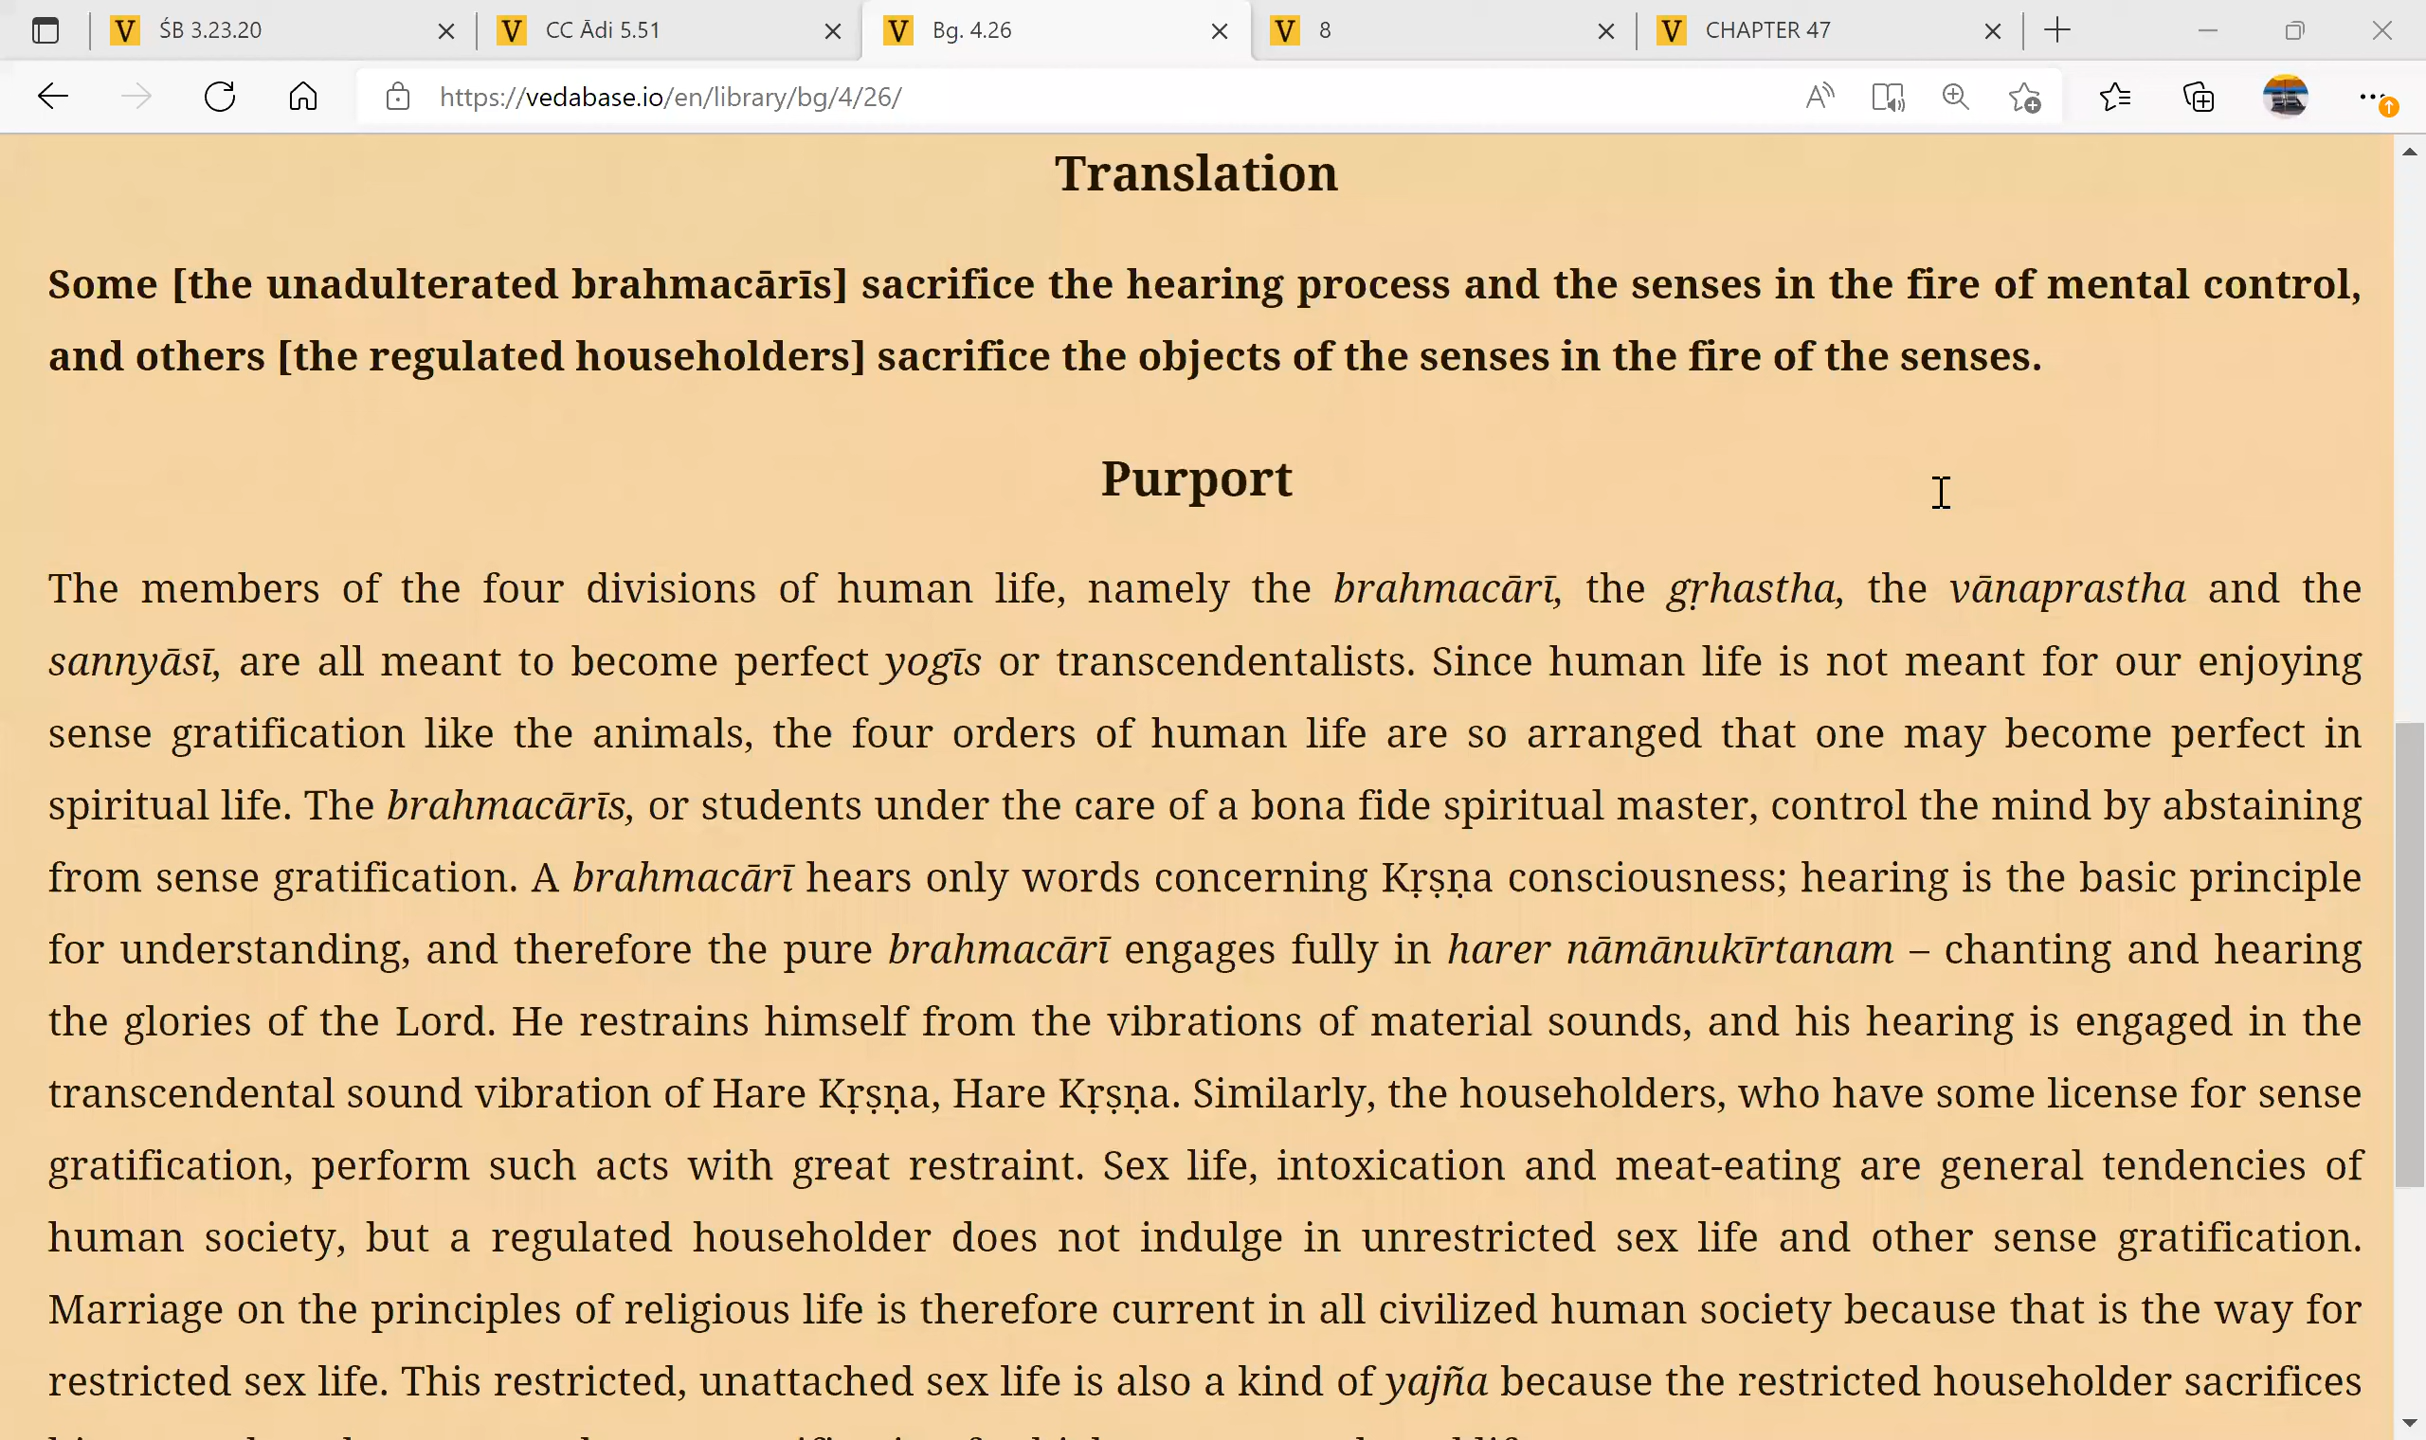 V ŚB 3.23.20 V CC Ādi 5.51 V Bg. 4.26 V 8 V CHAPTER 47
https://vedabase.io/en/library/bg/4/26/
Translation
Some [the unadulterated brahmacārīs] sacrifice the hearing process and the senses in the fire of mental control,
and others [the regulated householders] sacrifice the objects of the senses in the fire of the senses.
Purport
The members of the four divisions of human life, namely the brahmacārī, the gṛhastha, the vānaprastha and the
sannyāsī, are all meant to become perfect yogīs or transcendentalists. Since human life is not meant for our enjoying
sense gratification like the animals, the four orders of human life are so arranged that one may become perfect in
spiritual life. The brahmacārīs, or students under the care of a bona fide spiritual master, control the mind by abstaining
from sense gratification. A brahmacārī hears only words concerning Kṛṣṇa consciousness; hearing is the basic principle
for understanding, and therefore the pure brahmacārī engages fully in harer nāmānukīrtanam – chanting and hearing
the glories of the Lord. He restrains himself from the vibrations of material sounds, and his hearing is engaged in the
transcendental sound vibration of Hare Kṛṣṇa, Hare Kṛṣṇa. Similarly, the householders, who have some license for sense
gratification, perform such acts with great restraint. Sex life, intoxication and meat-eating are general tendencies of
human society, but a regulated householder does not indulge in unrestricted sex life and other sense gratification.
Marriage on the principles of religious life is therefore current in all civilized human society because that is the way for
restricted sex life. This restricted, unattached sex life is also a kind of yajña because the restricted householder sacrifices